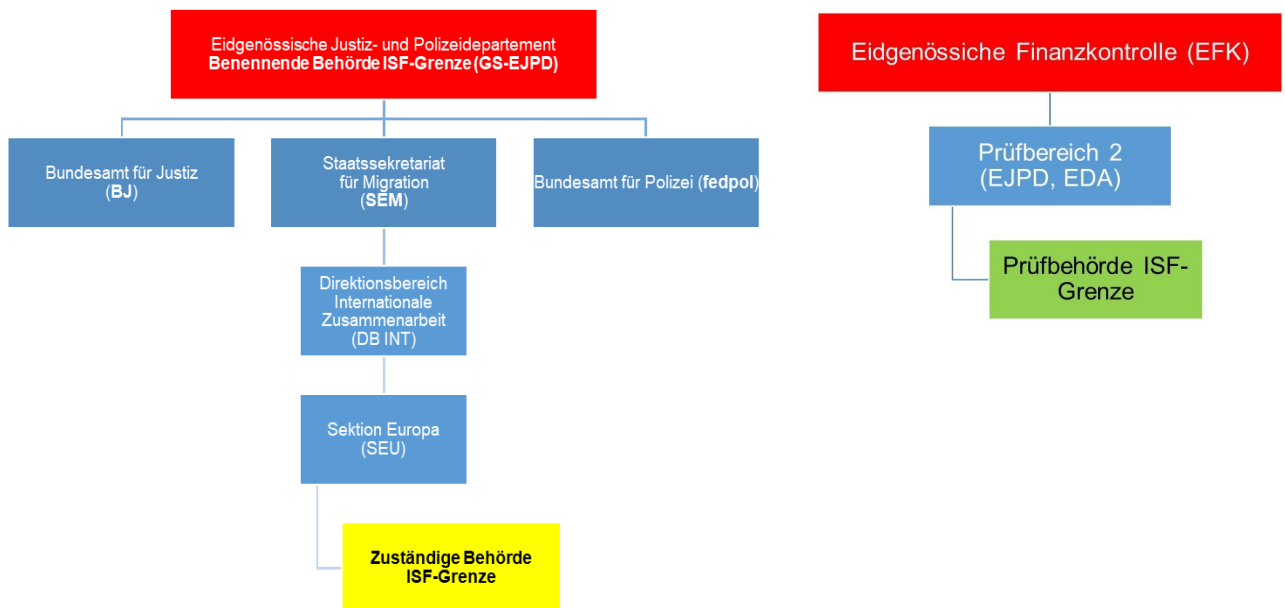 Eidgenössische Justiz- und Polizeidepartement
Benennende Behörde ISF-Grenze (GS-EJPD)
Bundesamt für Justiz
(BJ)
Staatssekretariat
für Migration
(SEM)
Bundesamt für Polizei (fedpol)
Direktionsbereich
Internationale
Zusammenarbeit
(DB INT)
Sektion Europa
(SEU)
Zuständige Behörde
ISF-Grenze
Eidgenössiche Finanzkontrolle (EFK)
Prüfbereich 2
(EJPD, EDA)
Prüfbehörde ISF-
Grenze